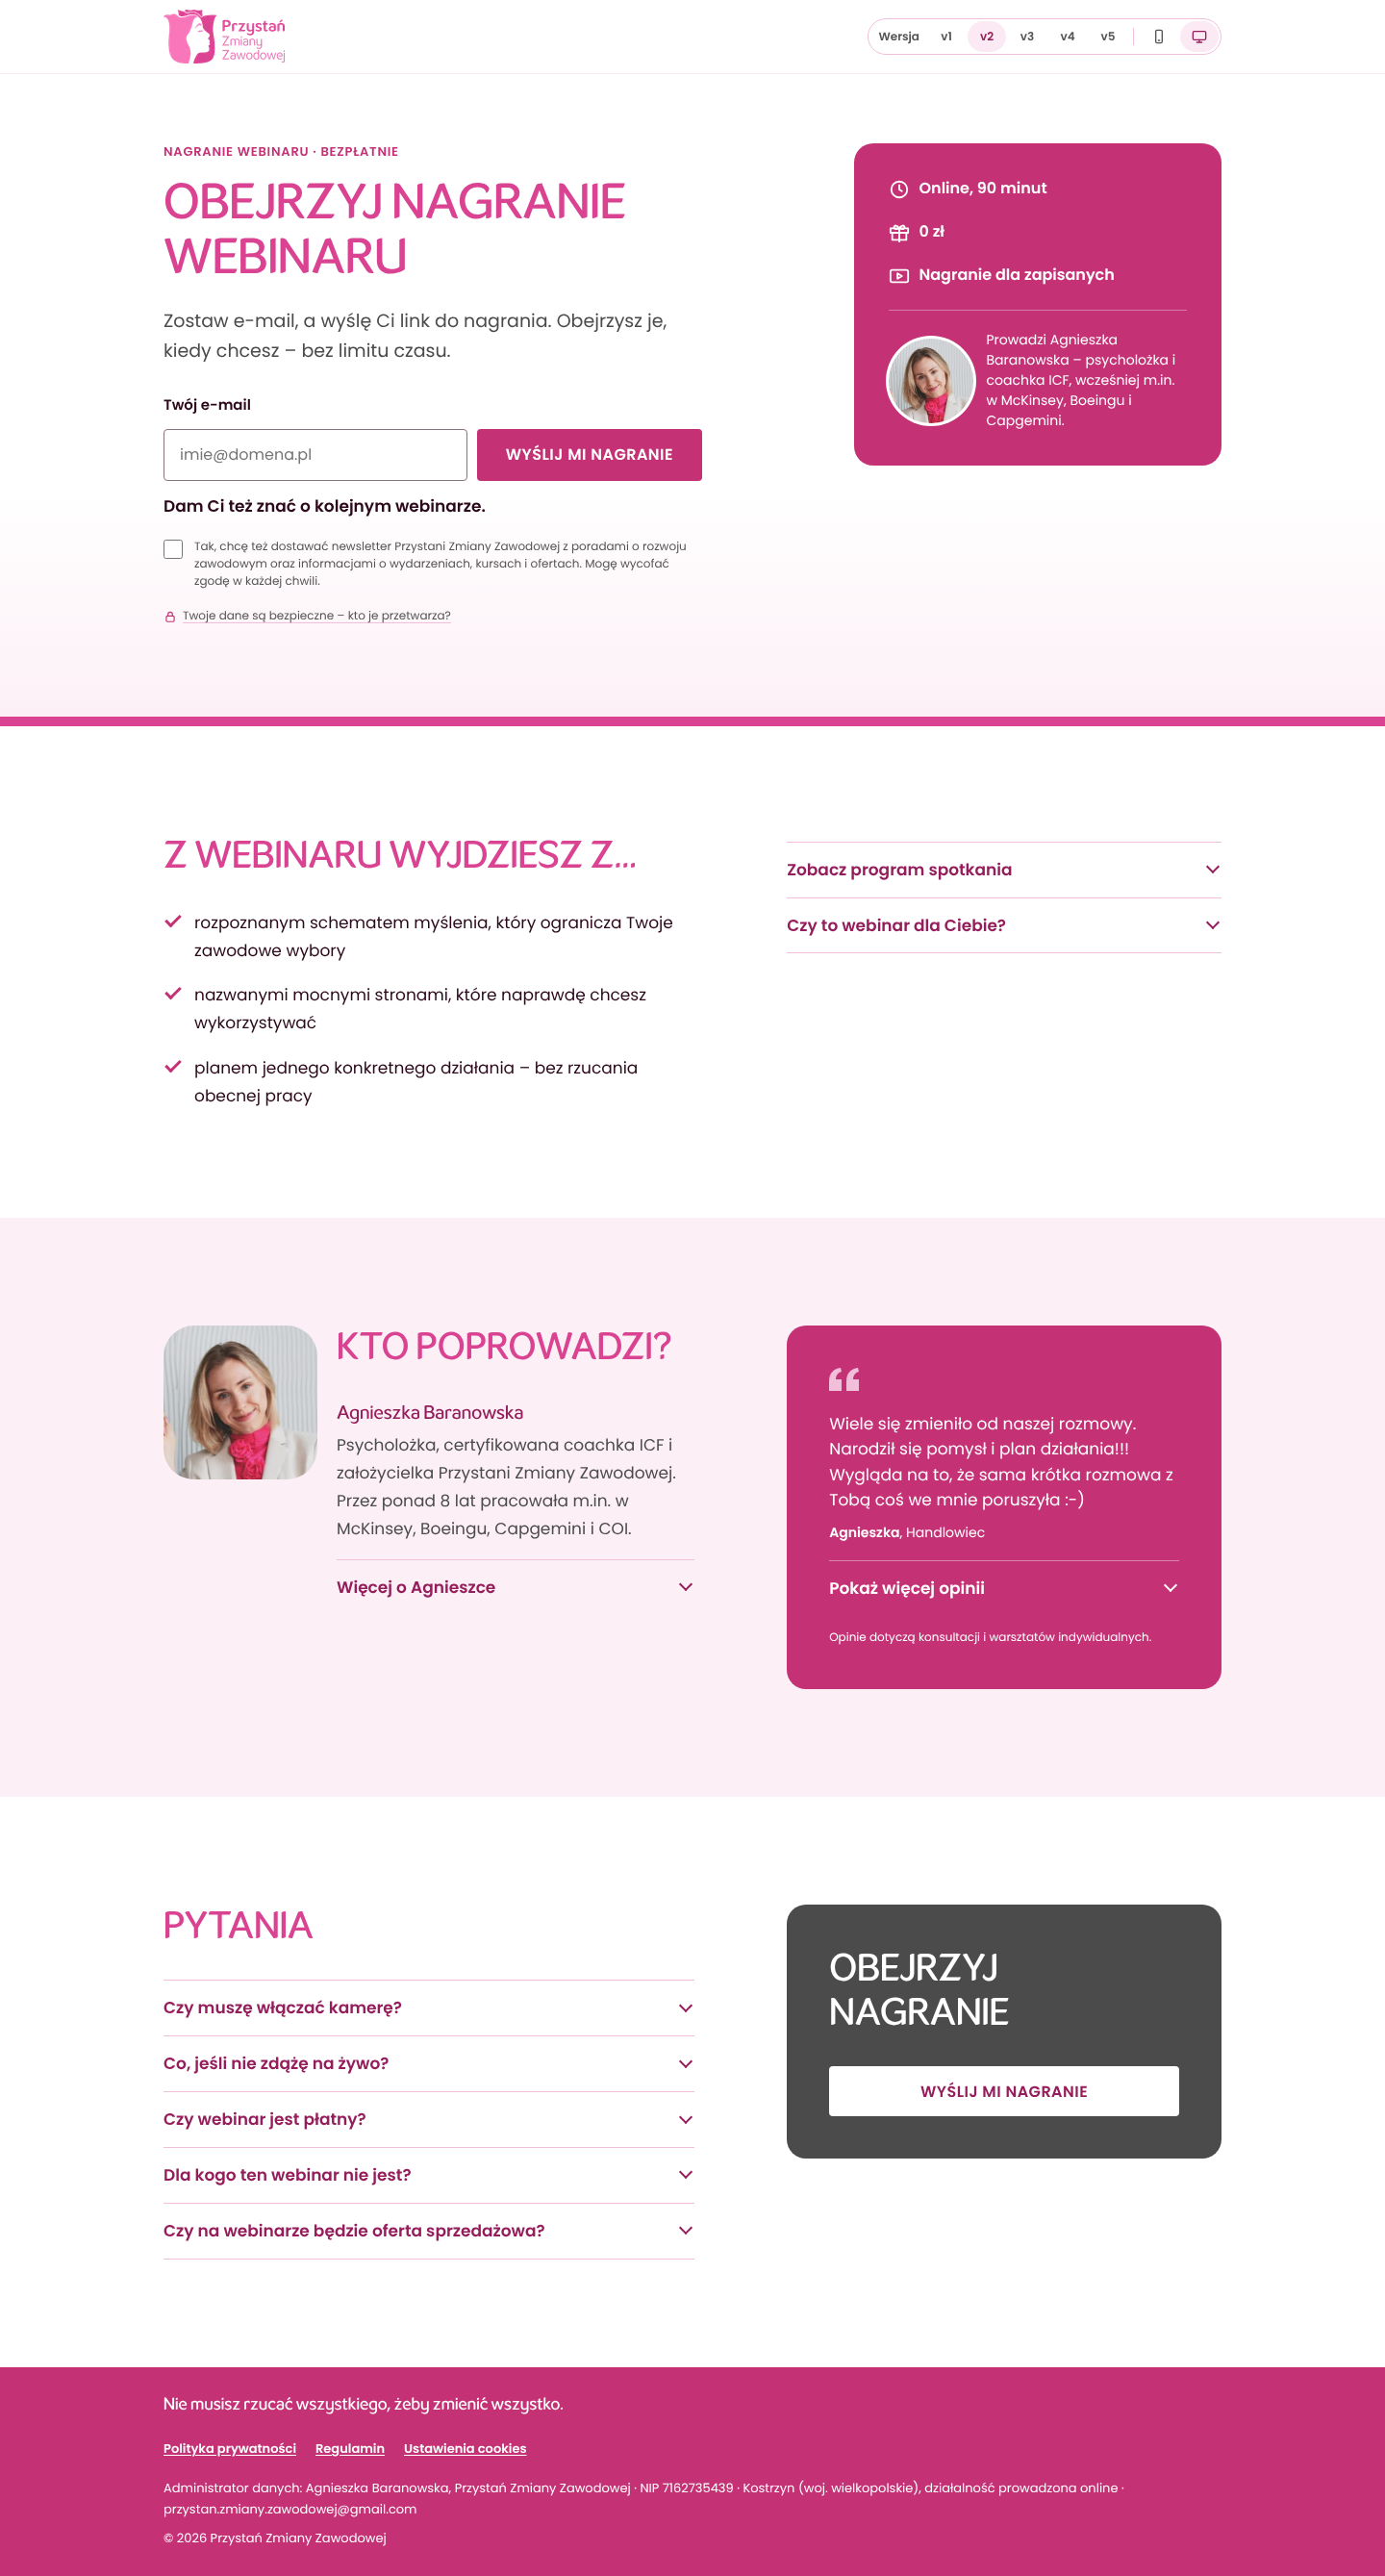 Przystań
Zmiany
Zawodowej
Wersja v1 v2 v3 v4 v5
NAGRANIE WEBINARU · BEZPŁATNIE
OBEJRZYJ NAGRANIE
WEBINARU
Zostaw e-mail, a wyślę Ci link do nagrania. Obejrzysz je,
kiedy chcesz – bez limitu czasu.
Twój e-mail
imie@domena.pl
WYŚLIJ MI NAGRANIE
Dam Ci też znać o kolejnym webinarze.
Tak, chcę też dostawać newsletter Przystani Zmiany Zawodowej z poradami o rozwoju
zawodowym oraz informacjami o wydarzeniach, kursach i ofertach. Mogę wycofać
zgodę w każdej chwili.
Twoje dane są bezpieczne – kto je przetwarza?
Online, 90 minut
0 zł
Nagranie dla zapisanych
Prowadzi Agnieszka
Baranowska – psycholożka i
coachka ICF, wcześniej m.in.
w McKinsey, Boeingu i
Capgemini.
Z WEBINARU WYJDZIESZ Z...
rozpoznanym schematem myślenia, który ogranicza Twoje
zawodowe wybory
nazwanymi mocnymi stronami, które naprawdę chcesz
wykorzystywać
planem jednego konkretnego działania – bez rzucania
obecnej pracy
Zobacz program spotkania
Czy to webinar dla Ciebie?
KTO POPROWADZI?
Agnieszka Baranowska
Psycholożka, certyfikowana coachka ICF i
założycielka Przystani Zmiany Zawodowej.
Przez ponad 8 lat pracowała m.in. w
McKinsey, Boeingu, Capgemini i COI.
Więcej o Agnieszce
Wiele się zmieniło od naszej rozmowy.
Narodził się pomysł i plan działania!!!
Wygląda na to, że sama krótka rozmowa z
Tobą coś we mnie poruszyła :-)
Agnieszka, Handlowiec
Pokaż więcej opinii
Opinie dotyczą konsultacji i warsztatów indywidualnych.
PYTANIA
Czy muszę włączać kamerę?
Co, jeśli nie zdążę na żywo?
Czy webinar jest płatny?
Dla kogo ten webinar nie jest?
Czy na webinarze będzie oferta sprzedażowa?
OBEJRZYJ
NAGRANIE
WYŚLIJ MI NAGRANIE
Nie musisz rzucać wszystkiego, żeby zmienić wszystko.
Polityka prywatności Regulamin Ustawienia cookies
Administrator danych: Agnieszka Baranowska, Przystań Zmiany Zawodowej · NIP 7162735439 · Kostrzyn (woj. wielkopolskie), działalność prowadzona online ·
przystan.zmiany.zawodowej@gmail.com
© 2026 Przystań Zmiany Zawodowej